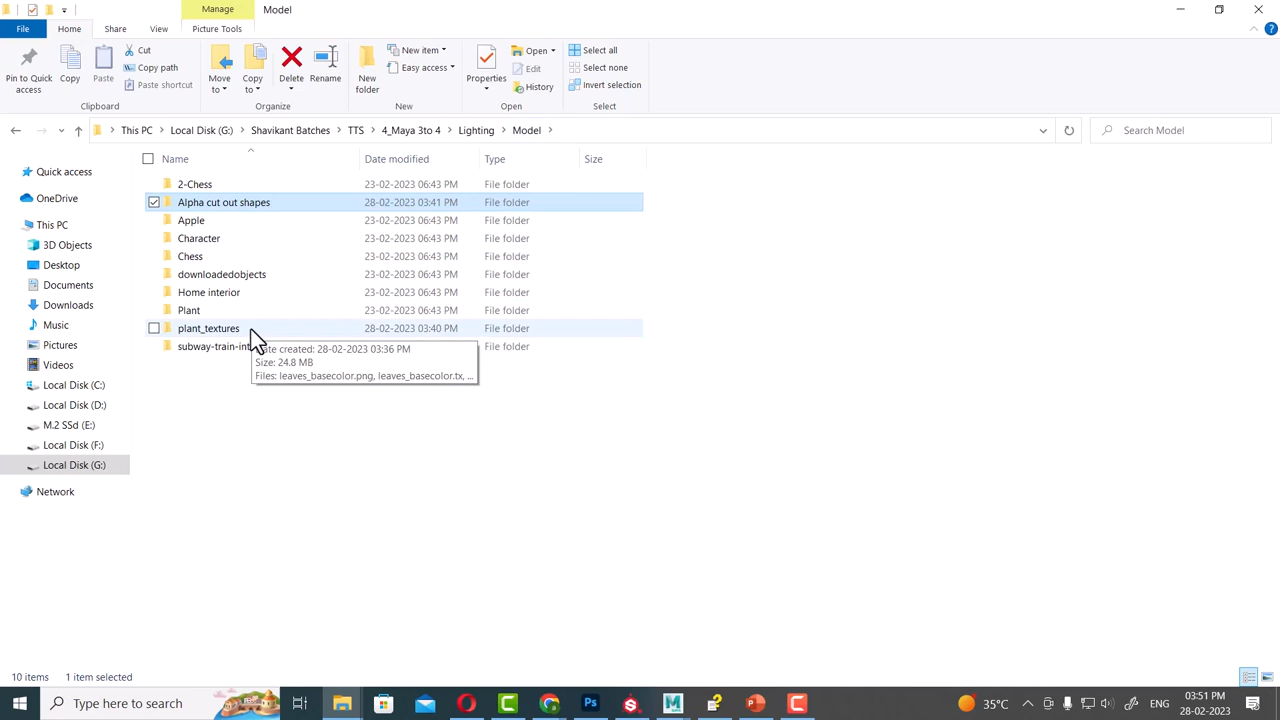 Manage
Model
File
Home
Share
View
Picture Tools
Pin to Quick access
Copy
Paste
Cut
Copy path
Paste shortcut
Clipboard
Move to
Copy to
Delete
Rename
Organize
New folder
New item
Easy access
New
Properties
Open
Edit
History
Open
Select all
Select none
Invert selection
Select
This PC
Local Disk (G:)
Shavikant Batches
TTS
4_Maya 3to 4
Lighting
Model
Search Model
Quick access
OneDrive
This PC
3D Objects
Desktop
Documents
Downloads
Music
Pictures
Videos
Local Disk (C:)
Local Disk (D:)
M.2 SSd (E:)
Local Disk (F:)
Local Disk (G:)
Network
Name Date modified Type Size
2-Chess 23-02-2023 06:43 PM File folder
Alpha cut out shapes 28-02-2023 03:41 PM File folder
Apple 23-02-2023 06:43 PM File folder
Character 23-02-2023 06:43 PM File folder
Chess 23-02-2023 06:43 PM File folder
downloadedobjects 23-02-2023 06:43 PM File folder
Home interior 23-02-2023 06:43 PM File folder
Plant 23-02-2023 06:43 PM File folder
plant_textures 28-02-2023 03:40 PM File folder
23-02-2023 06:43 PM File folder
created: 28-02-2023 03:36 PM
Size: 24.8 MB
Files: leaves_basecolor.png, leaves_basecolor.tx, ...
10 items 1 item selected
Type here to search
35°C
ENG
03:51 PM
28-02-2023